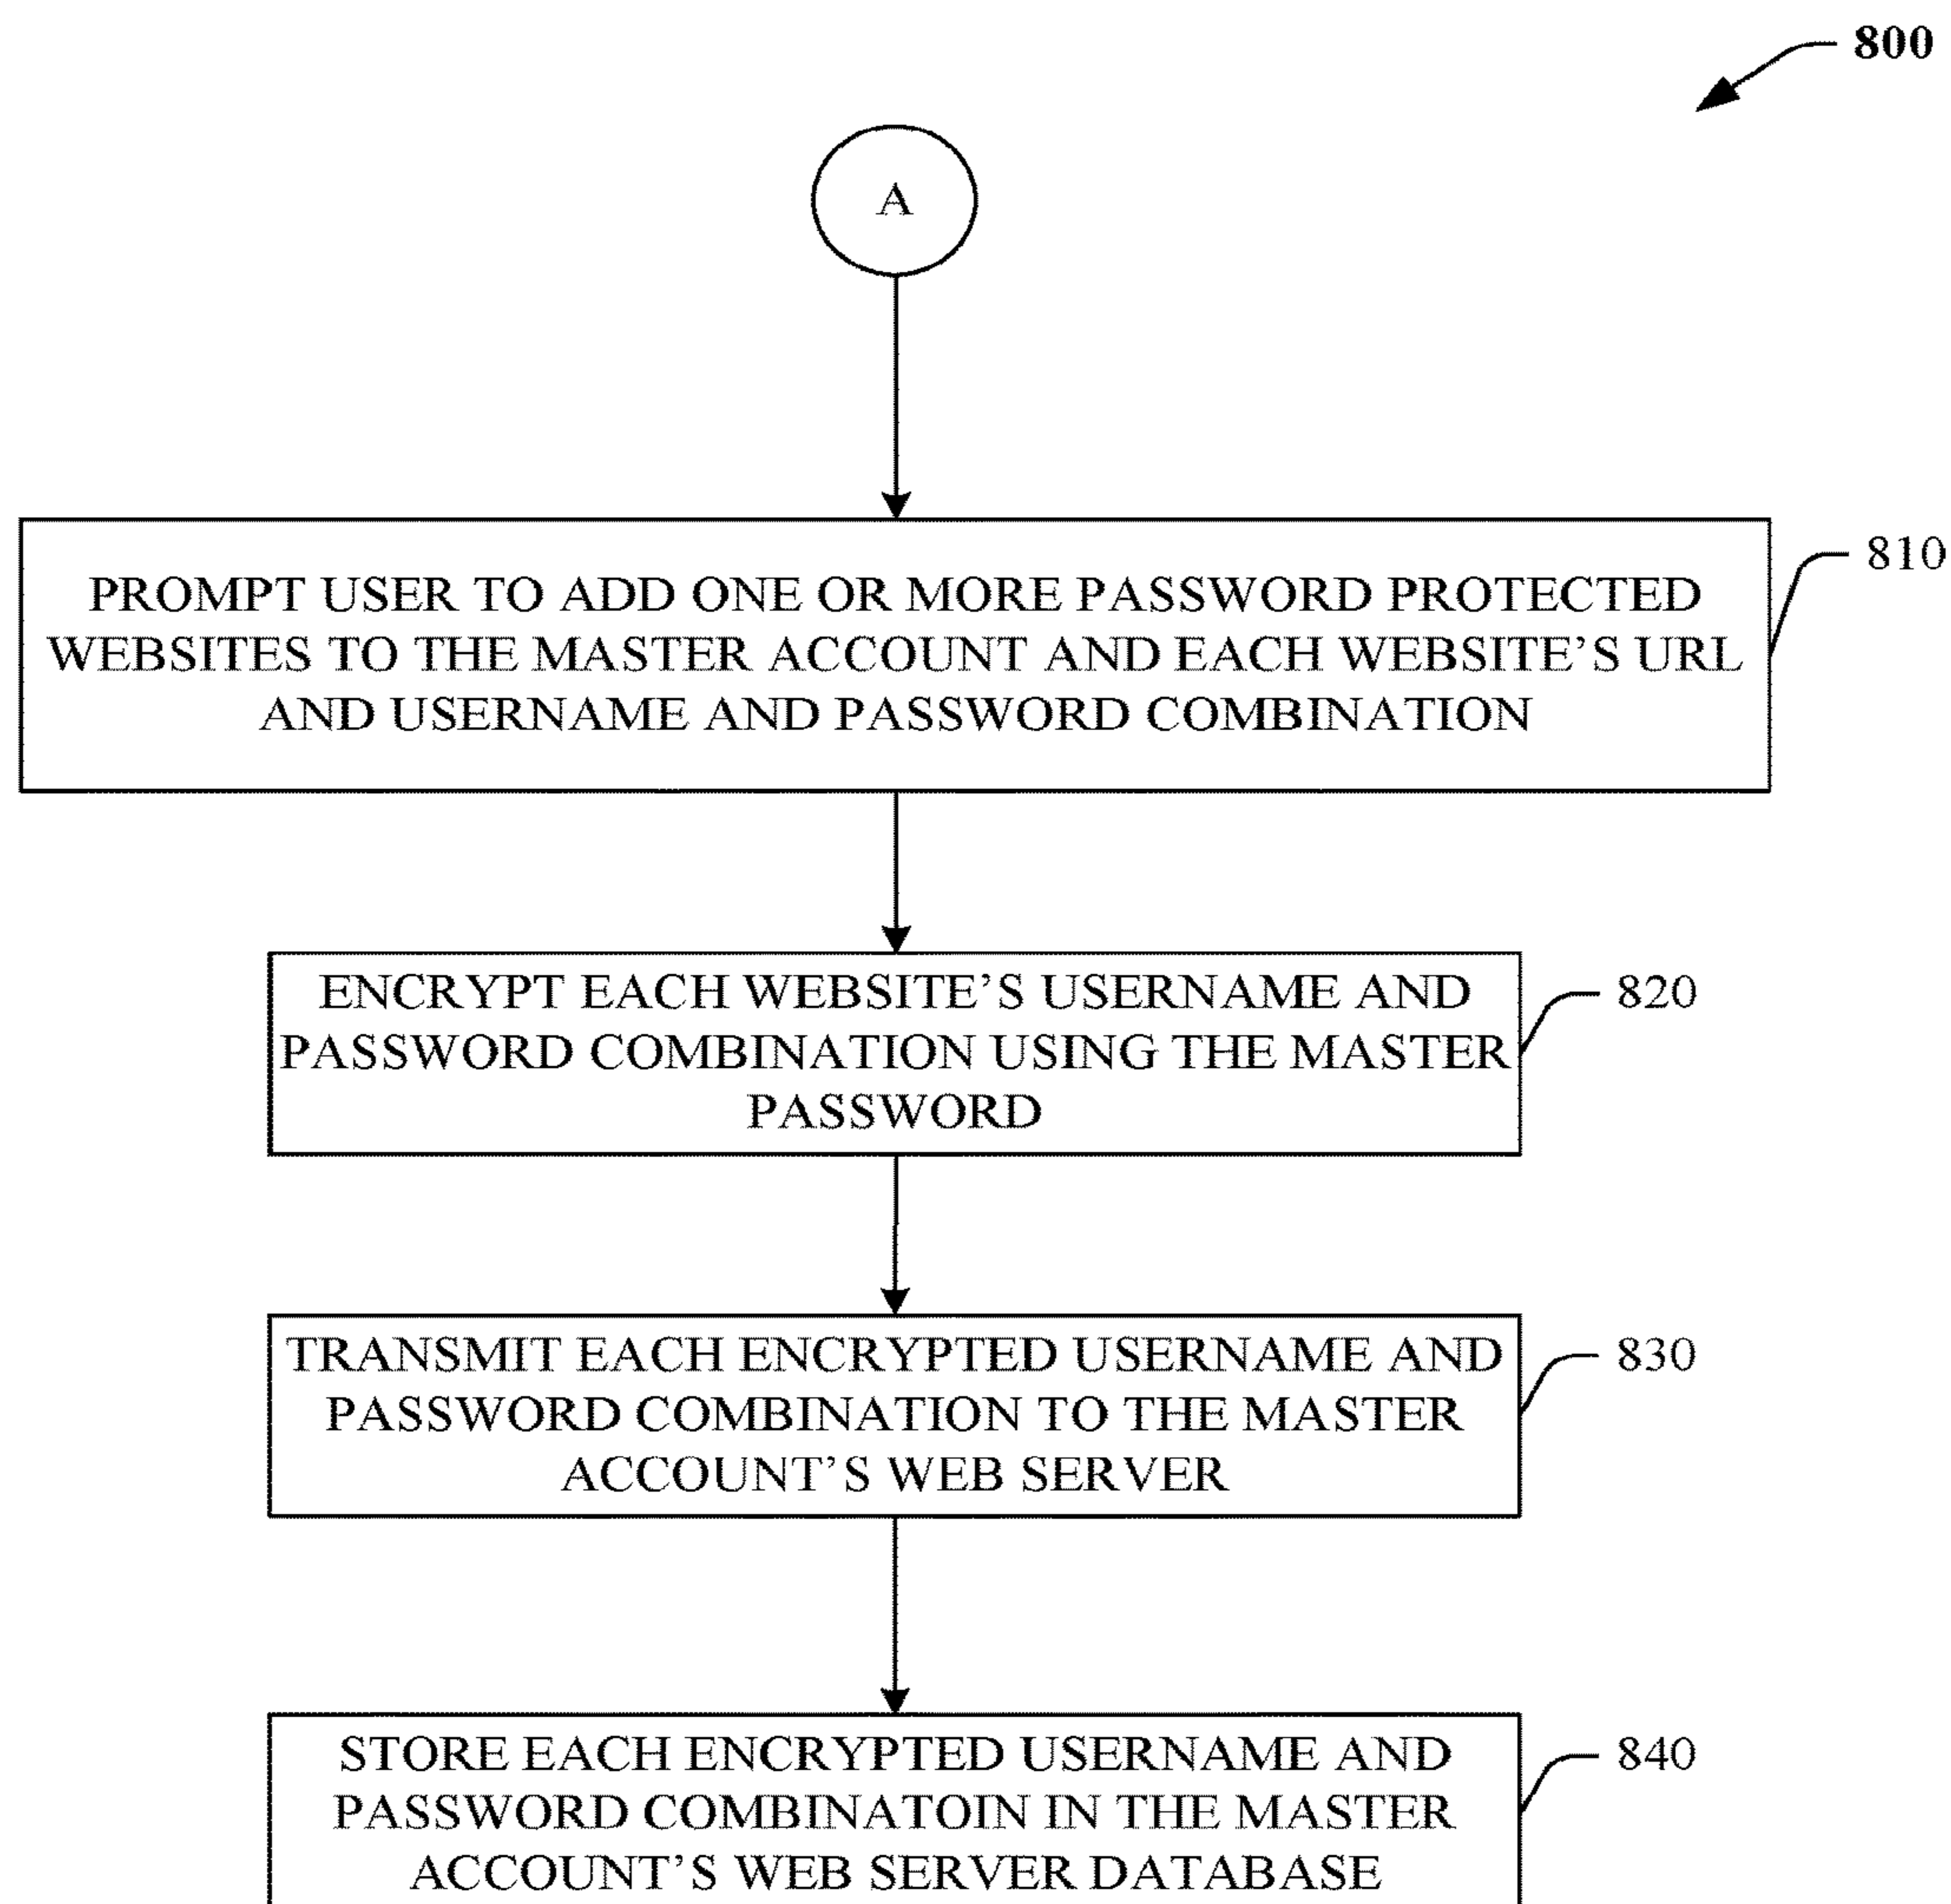 800
A
PROMPT USER TO ADD ONE OR MORE PASSWORD PROTECTED
WEBSITES TO THE MASTER ACCOUNT AND EACH WEBSITE'S URL
AND USERNAME AND PASSWORD COMBINATION
810
ENCRYPT EACH WEBSITE'S USERNAME AND
PASSWORD COMBINATION USING THE MASTER
PASSWORD
820
TRANSMIT EACH ENCRYPTED USERNAME AND
PASSWORD COMBINATION TO THE MASTER
ACCOUNT'S WEB SERVER
830
STORE EACH ENCRYPTED USERNAME AND
PASSWORD COMBINATOIN IN THE MASTER
ACCOUNT'S WEB SERVER DATABASE
840